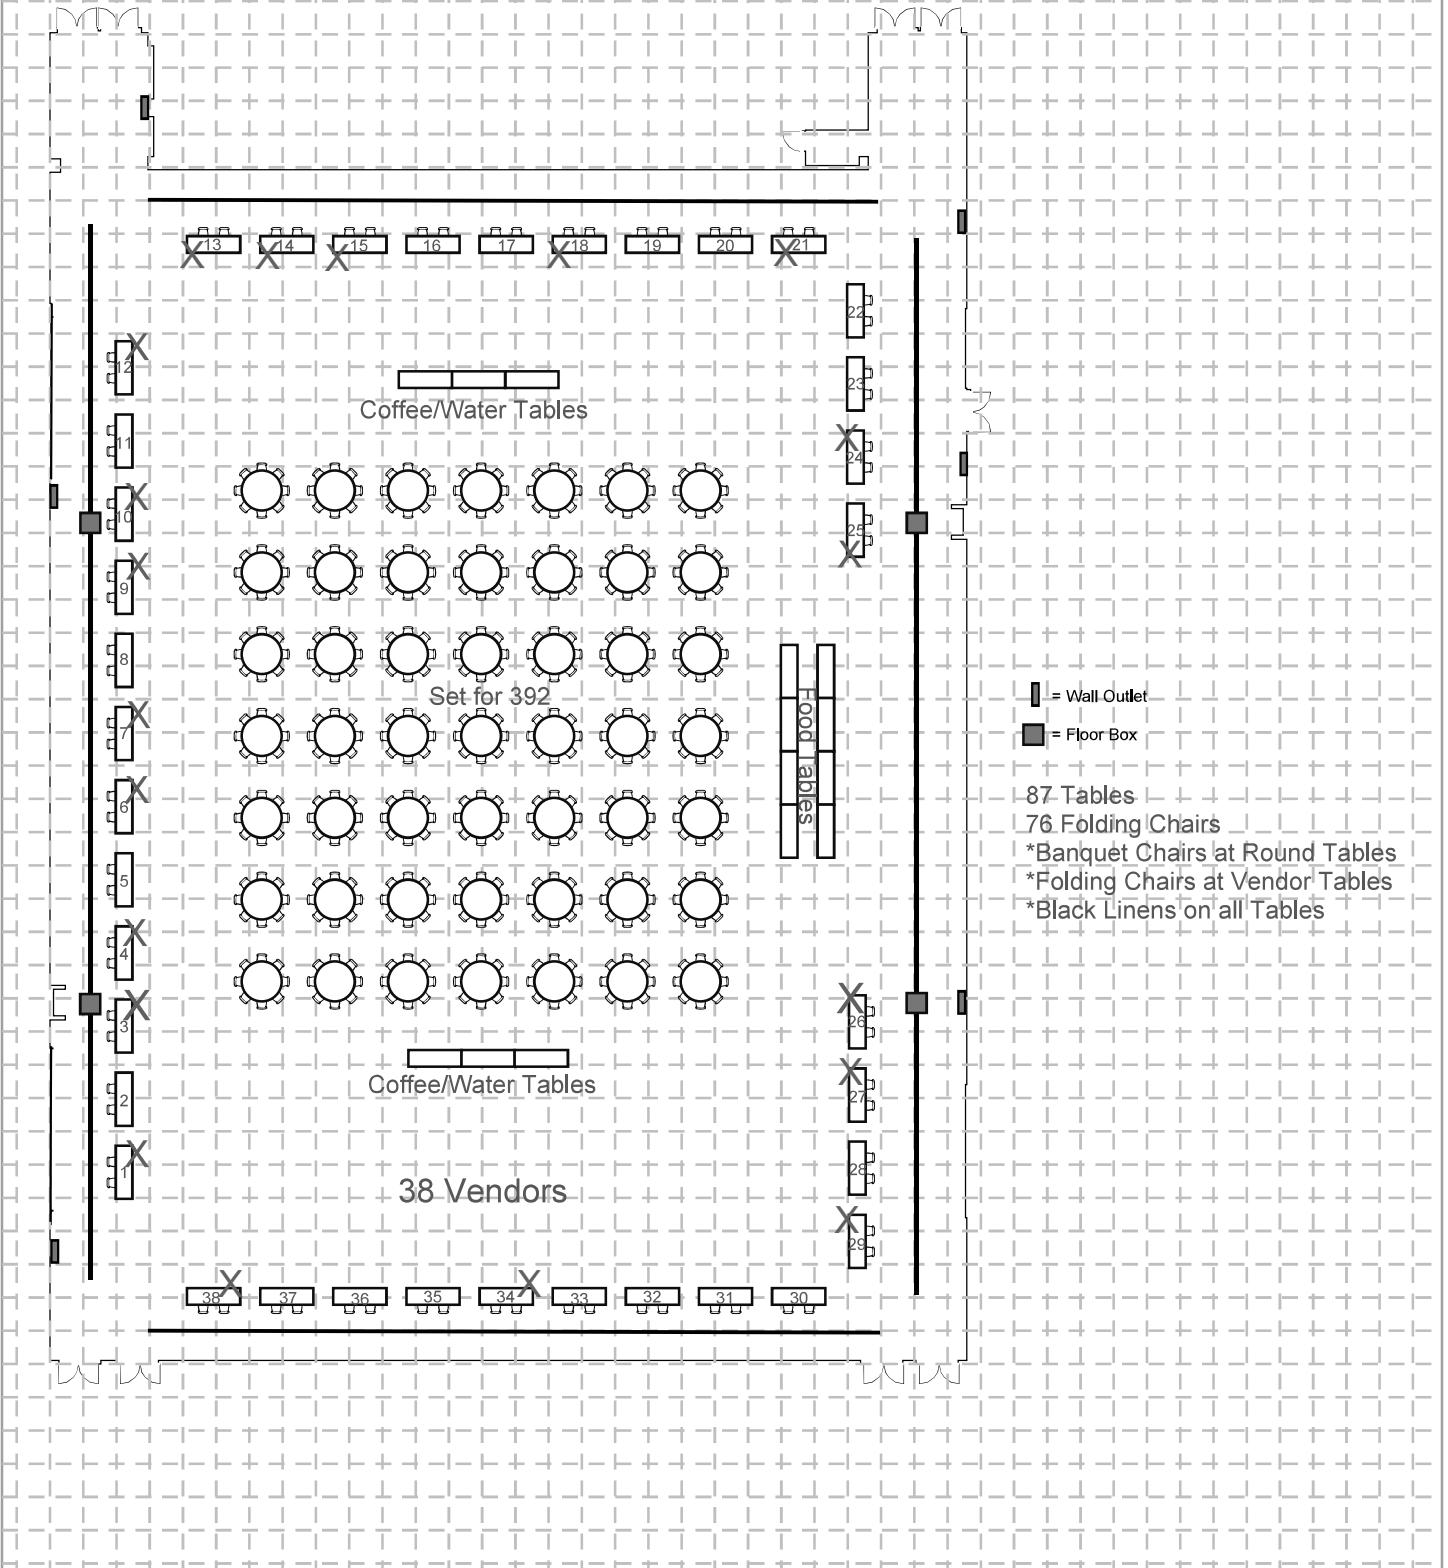 X X X X X
13 14 15 16 17 18 19 20 21
22
X
12
23
Coffee/Water Tables
11
X
24
X
10
25
X
X
9
8
Set for 392
= Wall Outlet
X
7
Food Tables
= Floor Box
X
6
87 Tables
76 Folding Chairs
*Banquet Chairs at Round Tables
5
*Folding Chairs at Vendor Tables
*Black Linens on all Tables
X
4
X
3
X
26
Coffee/Water Tables
X
27
2
X
1
28
38 Vendors
X
29
X X
38 37 36 35 34 33 32 31 30